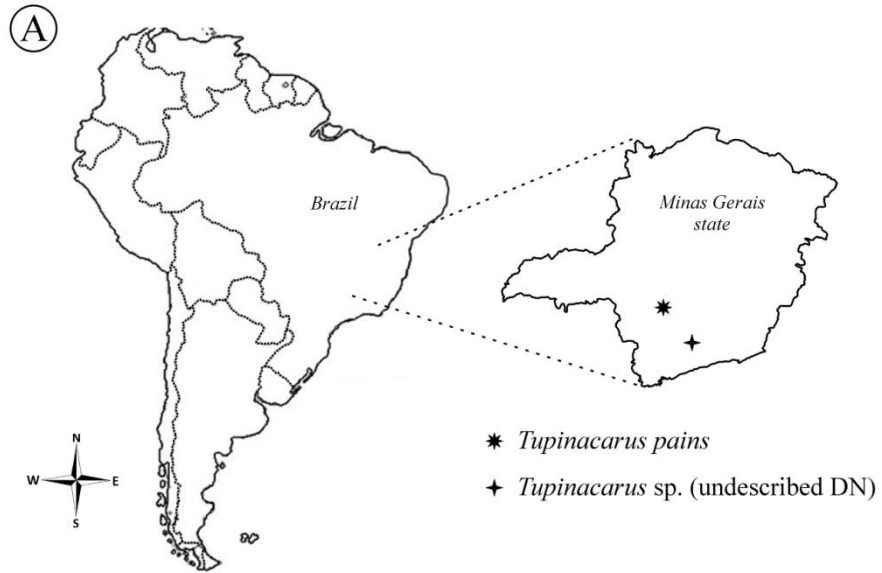 A
Brazil
Minas Gerais
state
N
W
E
S
Tupinacarus pains
Tupinacarus sp. (undescribed DN)